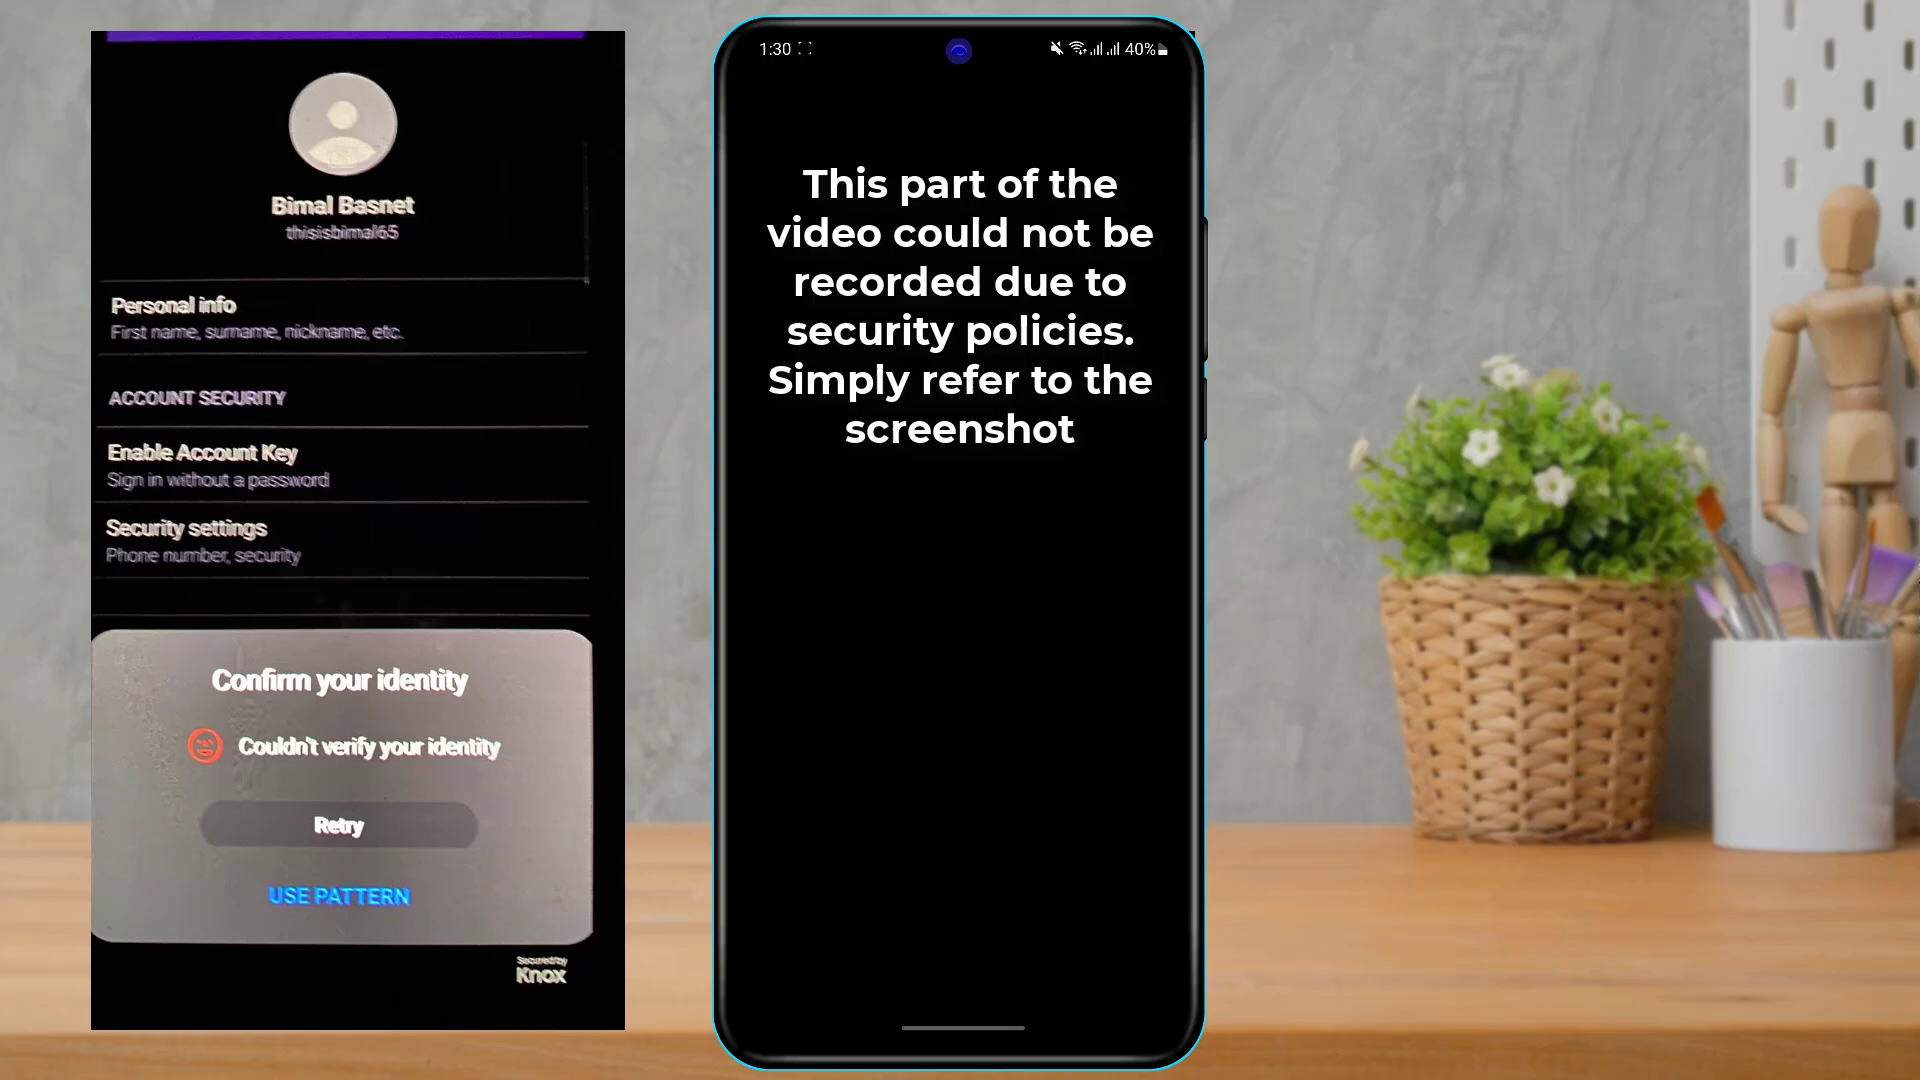 Bimal Basnet
thisisbimal65
Personal info
First name, surname, nickname, etc.
ACCOUNT SECURITY
Enable Account Key
Sign in without a password
Security settings
Phone number, security
Confirm your identity
Couldn't verify your identity
Retry
USE PATTERN
Secured by
Knox
1:30
40%
This part of the
video could not be
recorded due to
security policies.
Simply refer to the
screenshot